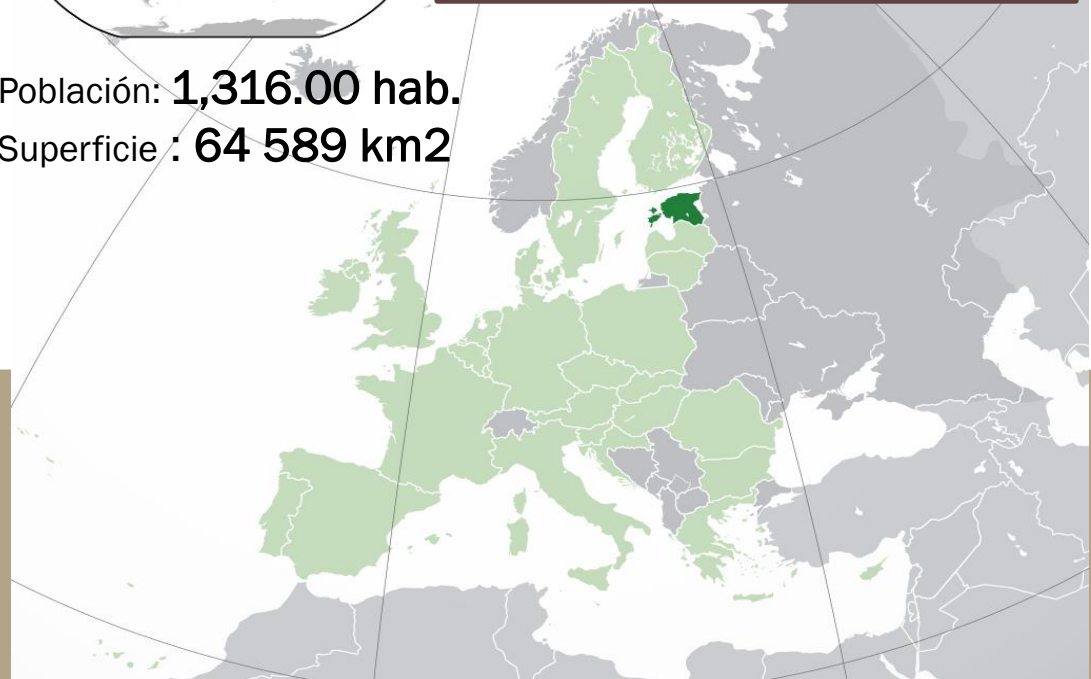 Población: 1,316.00 hab.
Superficie : 64 589 km2